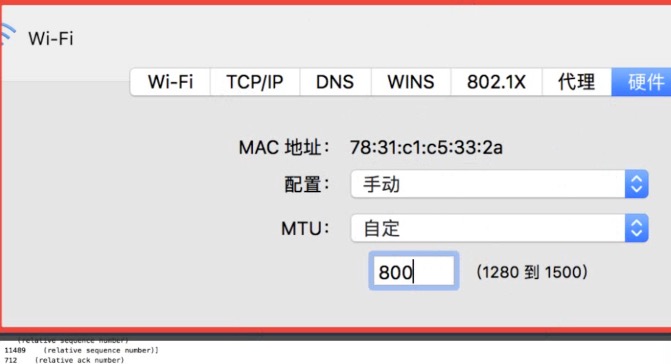 Wi-Fi
Wi-Fi TCP/IP DNS WINS 802.1X 代理 硬件
MAC 地址： 78:31:c1:c5:33:2a
配置： 手动
MTU： 自定
800 （1280 到 1500）
(relative sequence number)
11489 (relative sequence number)]
712 (relative ack number)